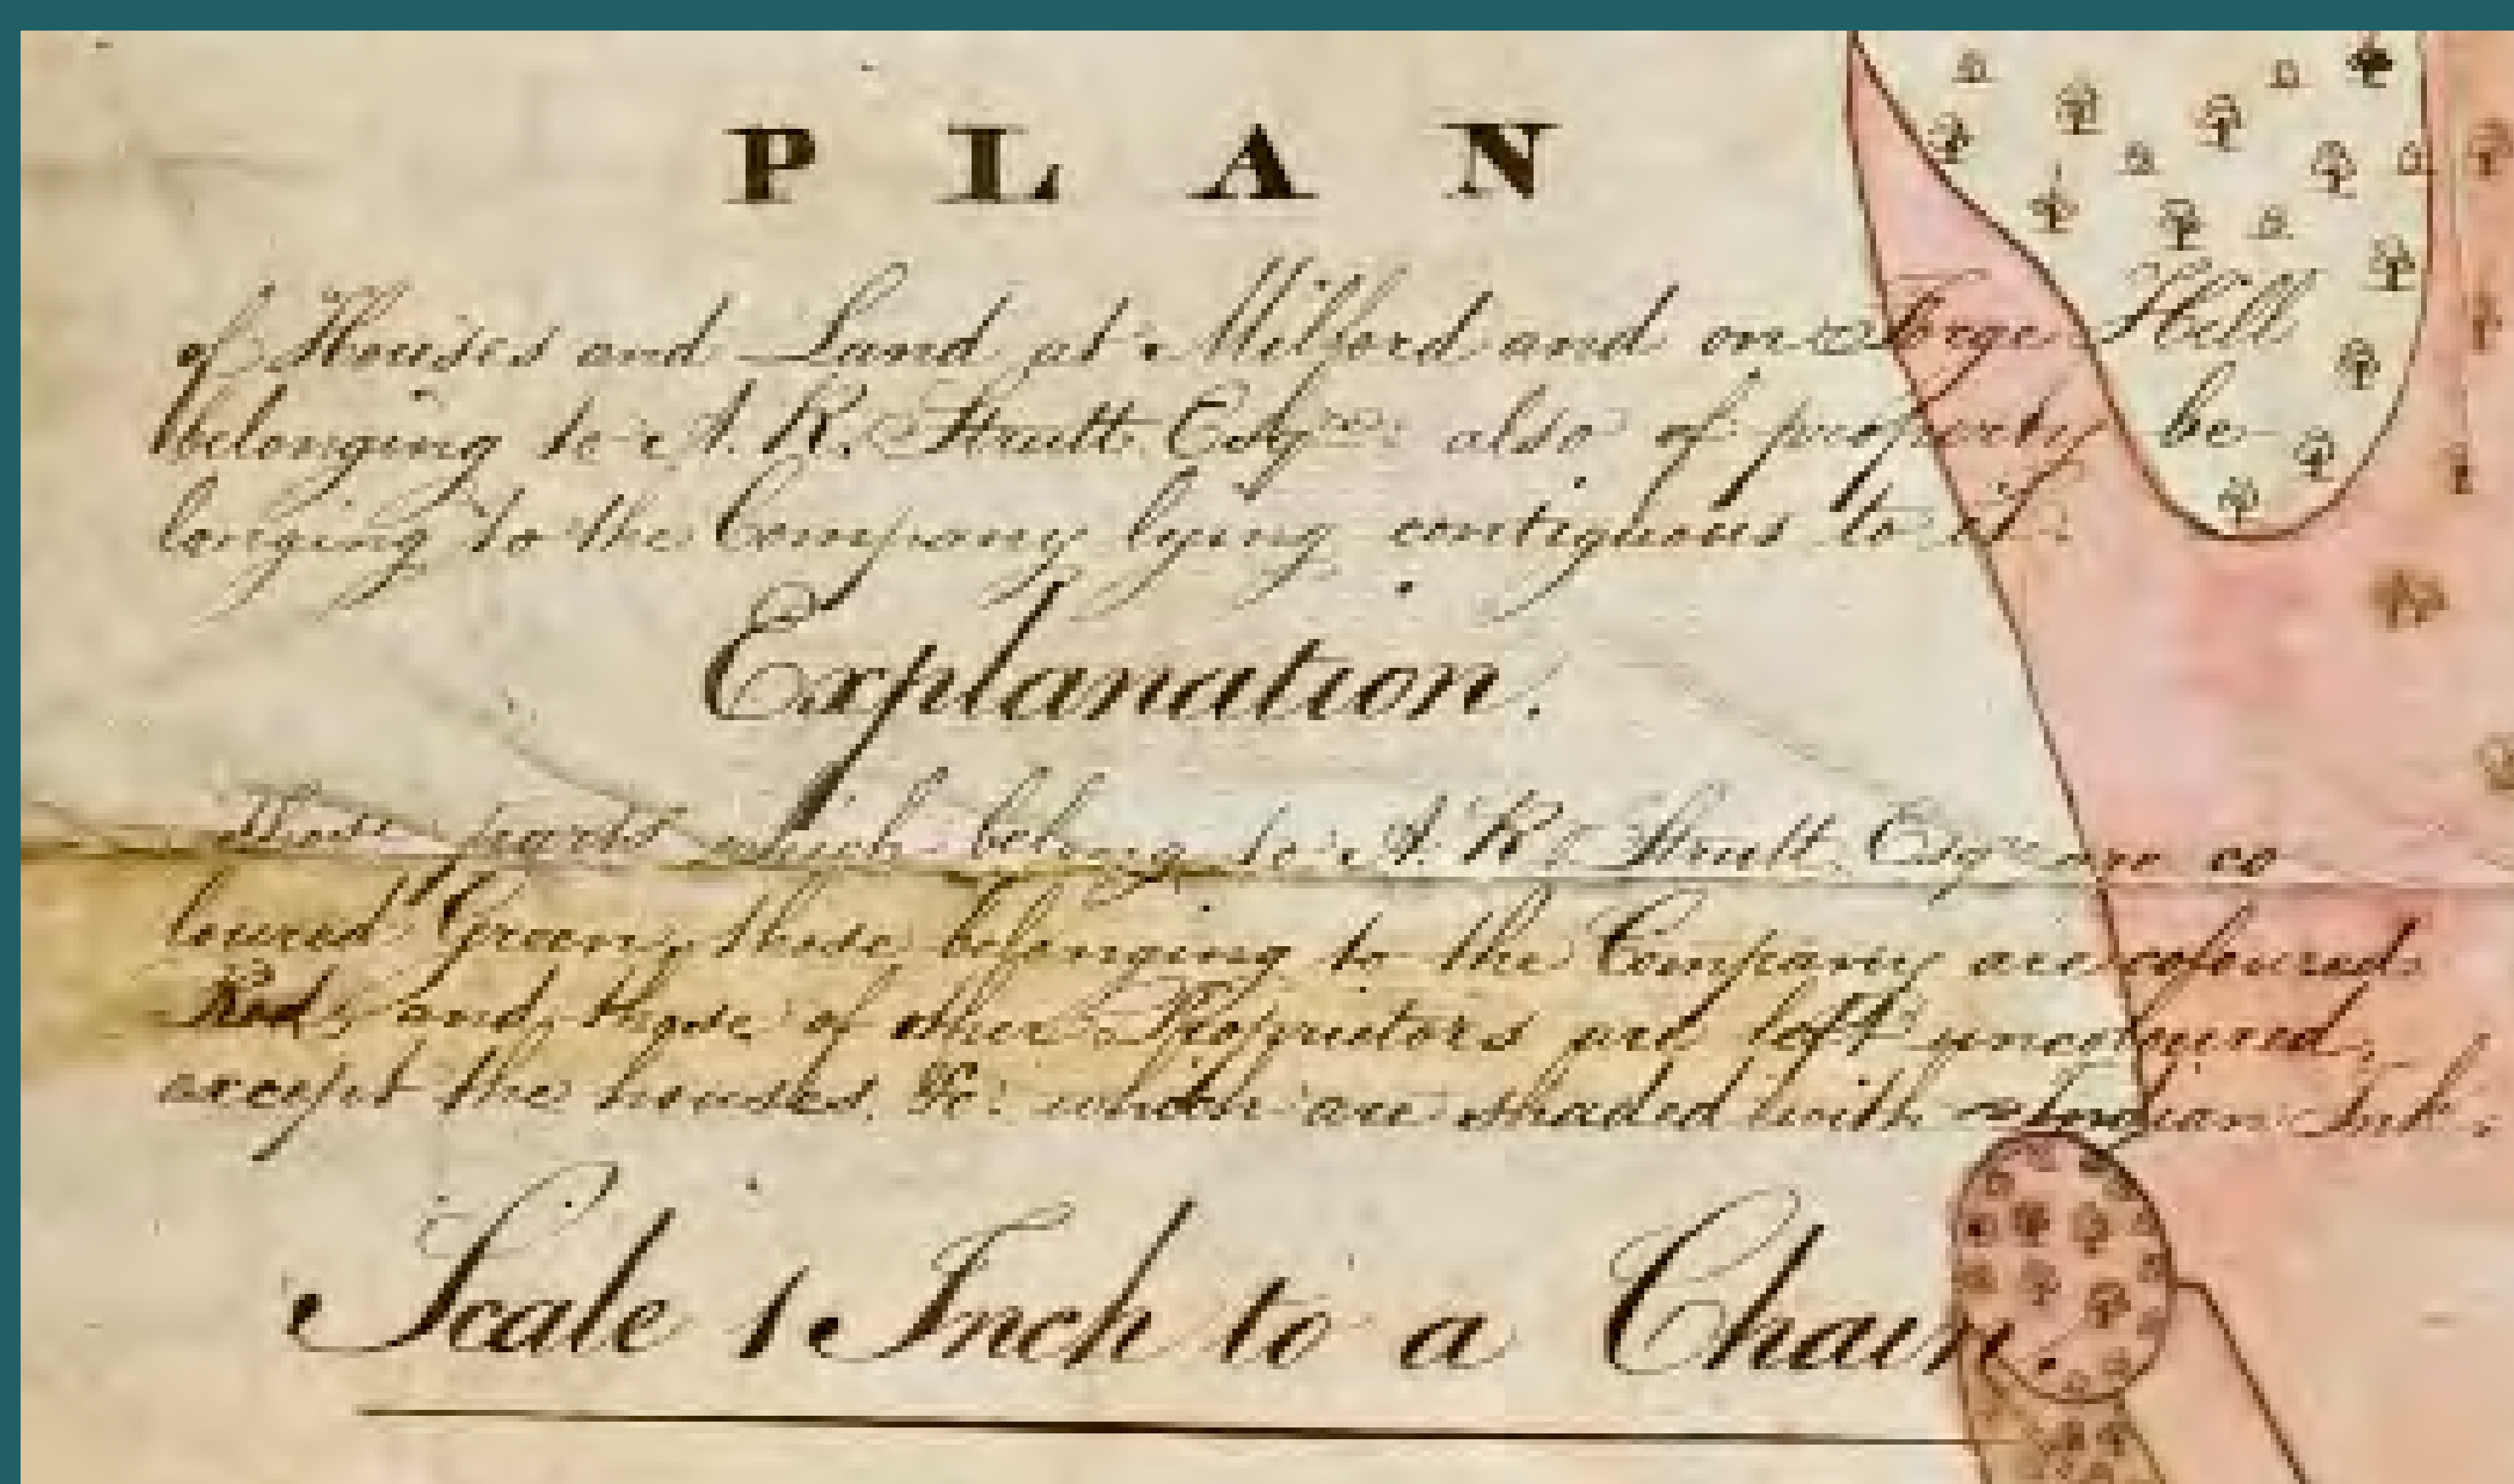 PLAN
of Houses and Land at Milford and on Forge Hill
belonging to A. R. Strutt Esqre also of property be
longing to the Company lying contiguous to it
Explanation.
Those parts which belong to A. R. Strutt Esqre are co
loured Green, those belonging to the Company are coloured
Red, and those of other Proprietors are left uncoloured,
except the houses, &c: which are shaded with Indian Ink.
Scale 1 Inch to a Chain.